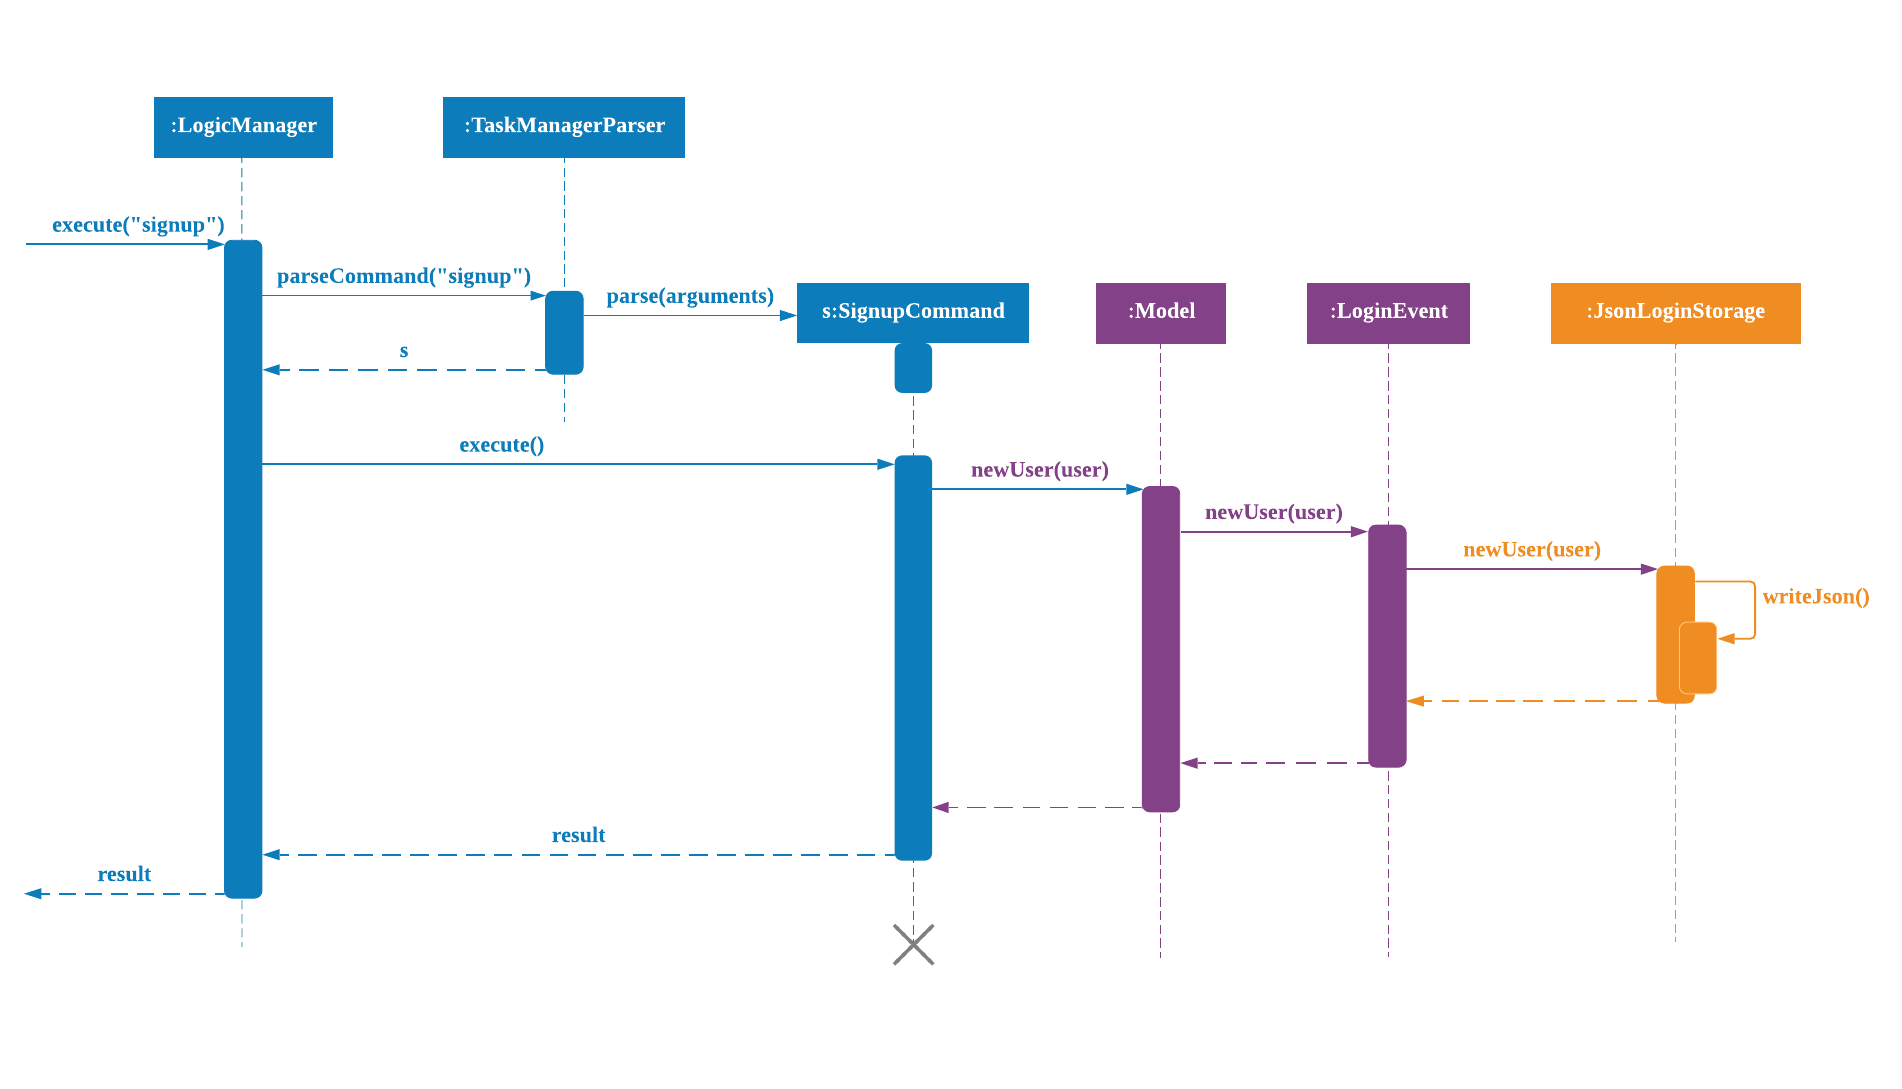 :LogicManager
:TaskManagerParser
execute("signup")
parseCommand("signup")
parse(arguments)
s:SignupCommand
:Model
:LoginEvent
:JsonLoginStorage
s
execute()
newUser(user)
newUser(user)
newUser(user)
writeJson()
result
result